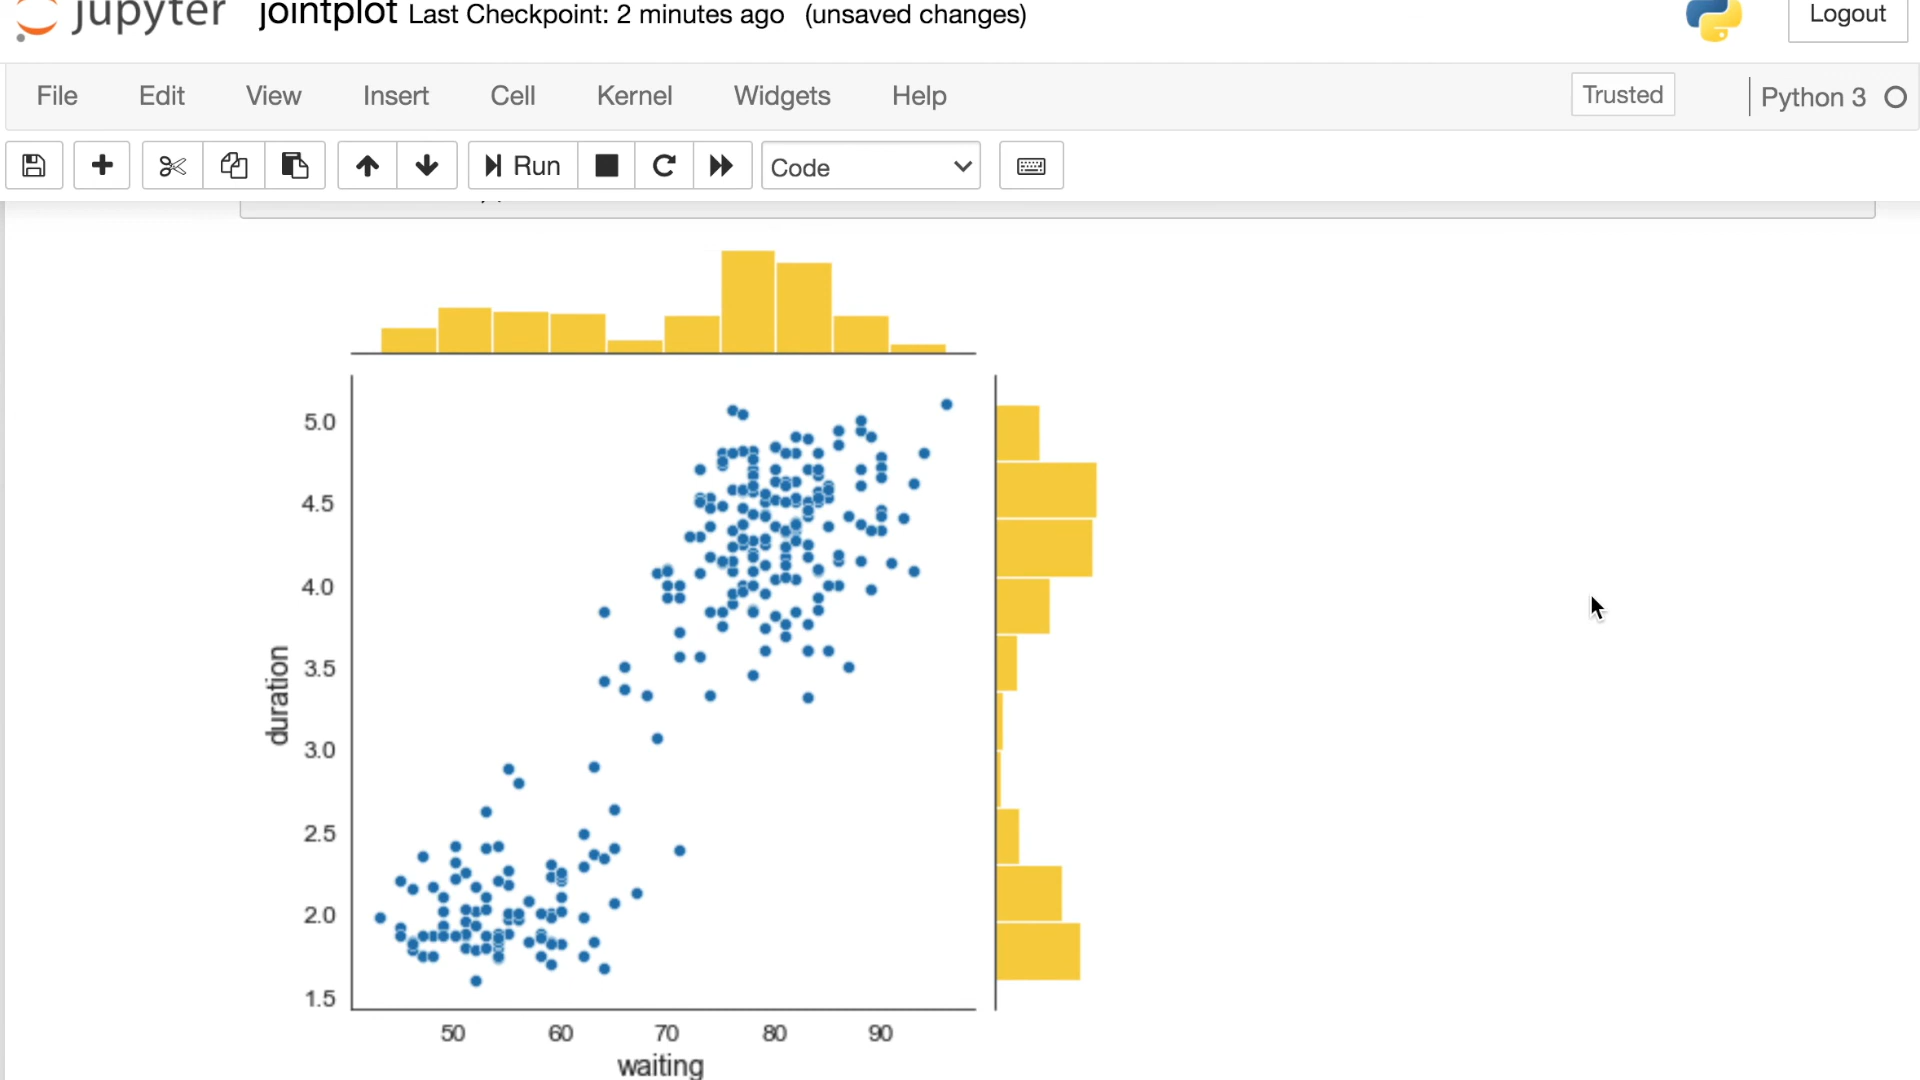 jupyter jointplot Last Checkpoint: 2 minutes ago (unsaved changes) Logout
File Edit View Insert Cell Kernel Widgets Help Trusted Python 3
Run Code
5.0
4.5
4.0
3.5
3.0
2.5
2.0
1.5
duration
50 60 70 80 90
waiting